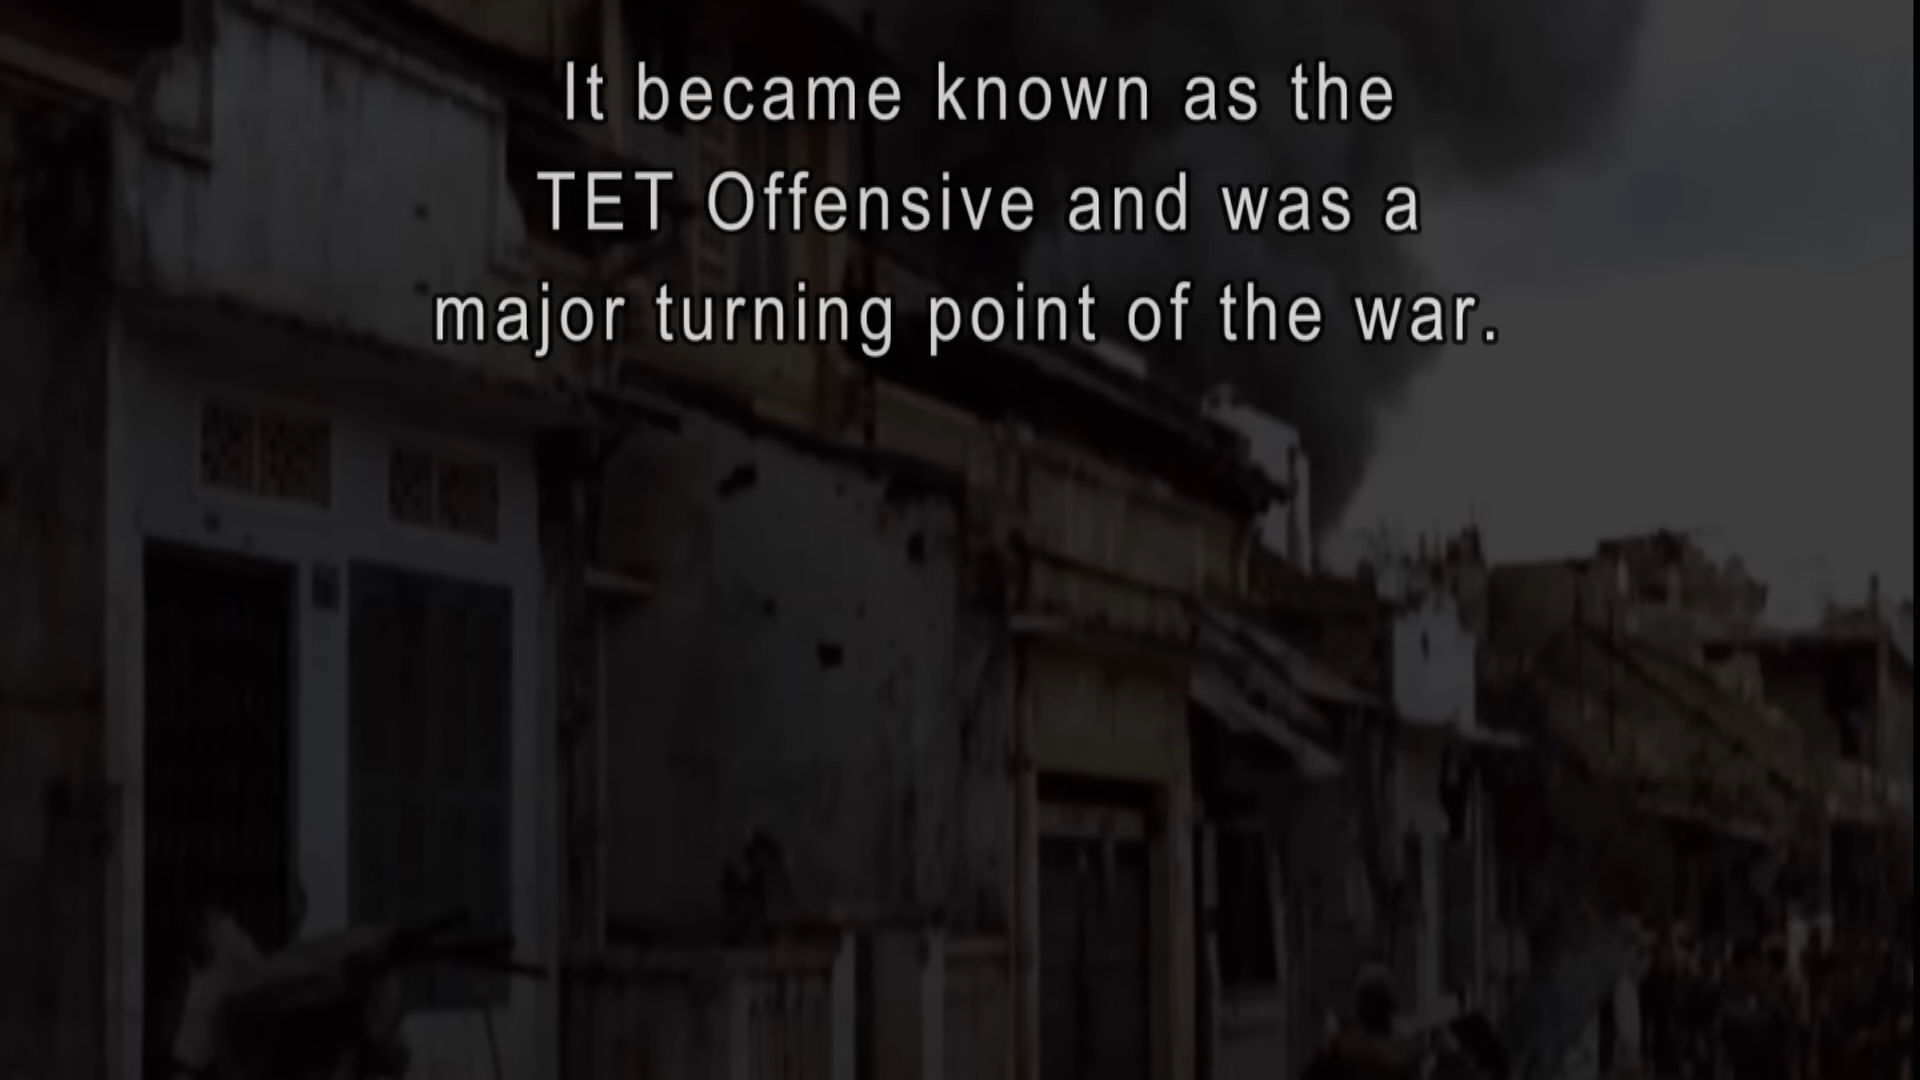 It became known as the
TET Offensive and was a
major turning point of the war.